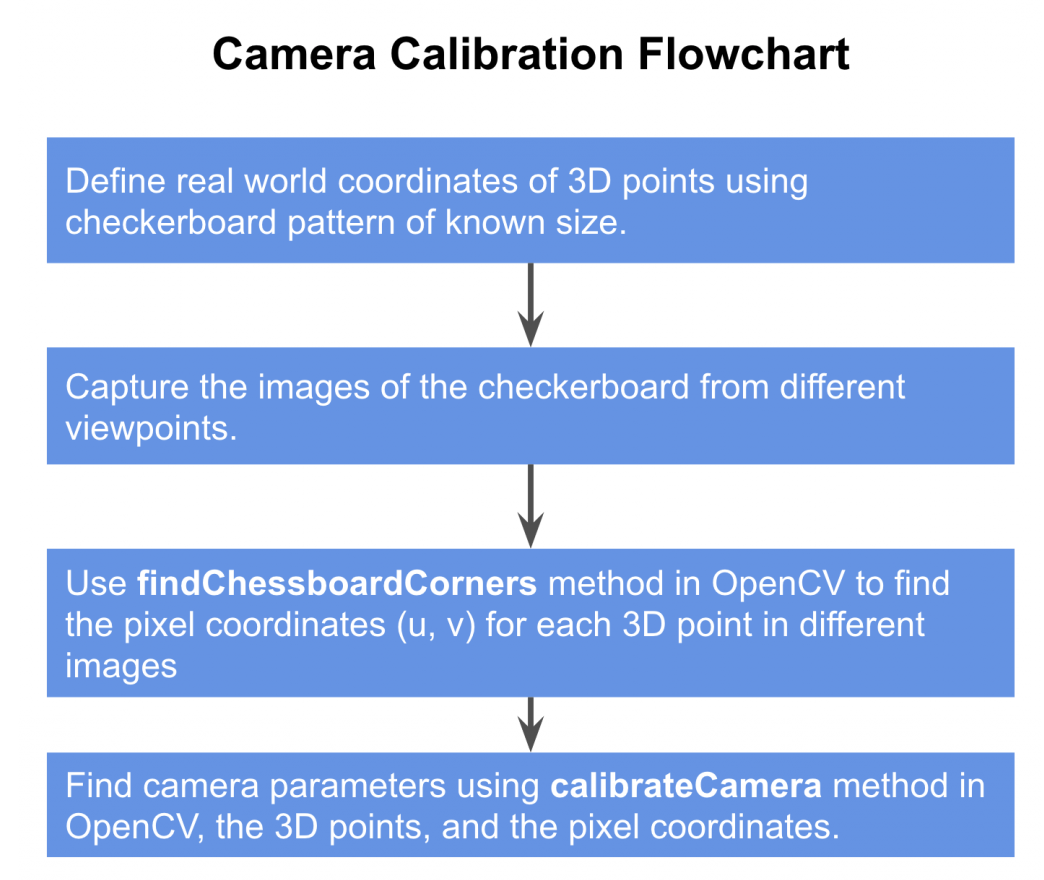 Camera Calibration Flowchart
Define real world coordinates of 3D points using
checkerboard pattern of known size.
Capture the images of the checkerboard from different
viewpoints.
Use findChessboardCorners method in OpenCV to find
the pixel coordinates (u, v) for each 3D point in different
images
Find camera parameters using calibrateCamera method in
OpenCV, the 3D points, and the pixel coordinates.